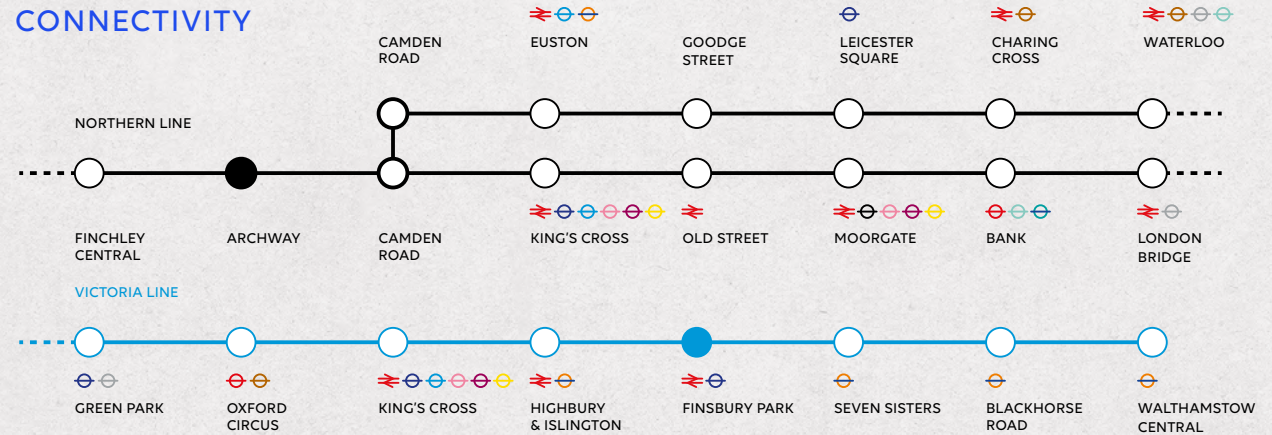 CONNECTIVITY
CAMDEN
ROAD
EUSTON
GOODGE
STREET
LEICESTER
SQUARE
CHARING
CROSS
WATERLOO
NORTHERN LINE
FINCHLEY
CENTRAL
ARCHWAY
CAMDEN
ROAD
KING'S CROSS
OLD STREET
MOORGATE
BANK
LONDON
BRIDGE
VICTORIA LINE
GREEN PARK
OXFORD
CIRCUS
KING'S CROSS
HIGHBURY
& ISLINGTON
FINSBURY PARK
SEVEN SISTERS
BLACKHORSE
ROAD
WALTHAMSTOW
CENTRAL